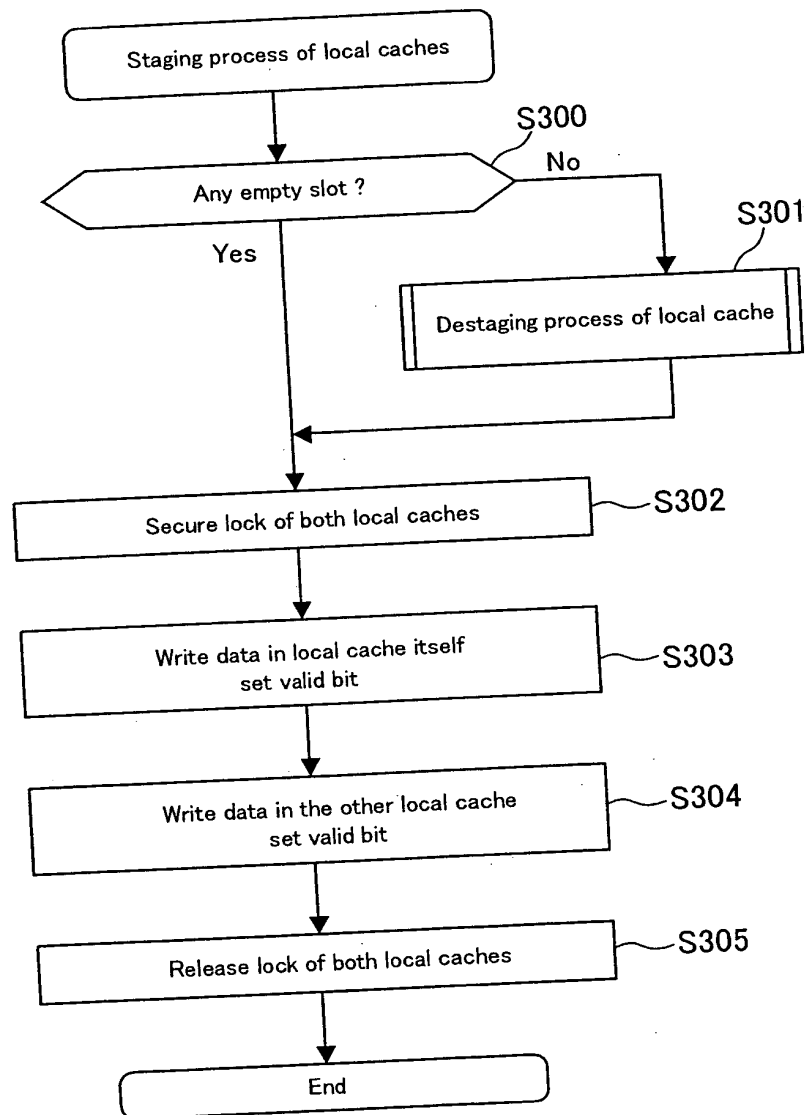 Staging process of local caches
S300
Any empty slot ?
No
Yes
S301
Destaging process of local cache
Secure lock of both local caches
S302
Write data in local cache itself
set valid bit
S303
Write data in the other local cache
set valid bit
S304
Release lock of both local caches
S305
End